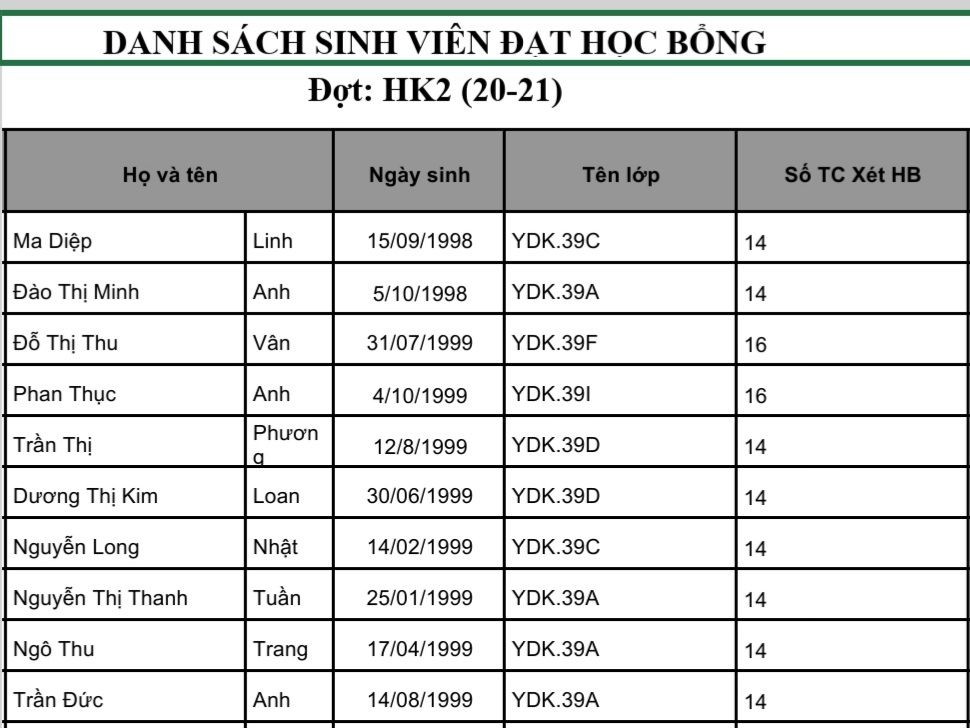 DANH SÁCH SINH VIÊN ĐẠT HỌC BỔNG
Đợt: HK2 (20-21)
Họ và tên Ngày sinh Tên lớp Số TC Xét HB
Ma Diệp Linh 15/09/1998 YDK.39C 14
Đào Thị Minh Anh 5/10/1998 YDK.39A 14
Đỗ Thị Thu Vân 31/07/1999 YDK.39F 16
Phan Thục Anh 4/10/1999 YDK.39I 16
Trần Thị Phương 12/8/1999 YDK.39D 14
Dương Thị Kim Loan 30/06/1999 YDK.39D 14
Nguyễn Long Nhật 14/02/1999 YDK.39C 14
Nguyễn Thị Thanh Tuần 25/01/1999 YDK.39A 14
Ngô Thu Trang 17/04/1999 YDK.39A 14
Trần Đức Anh 14/08/1999 YDK.39A 14